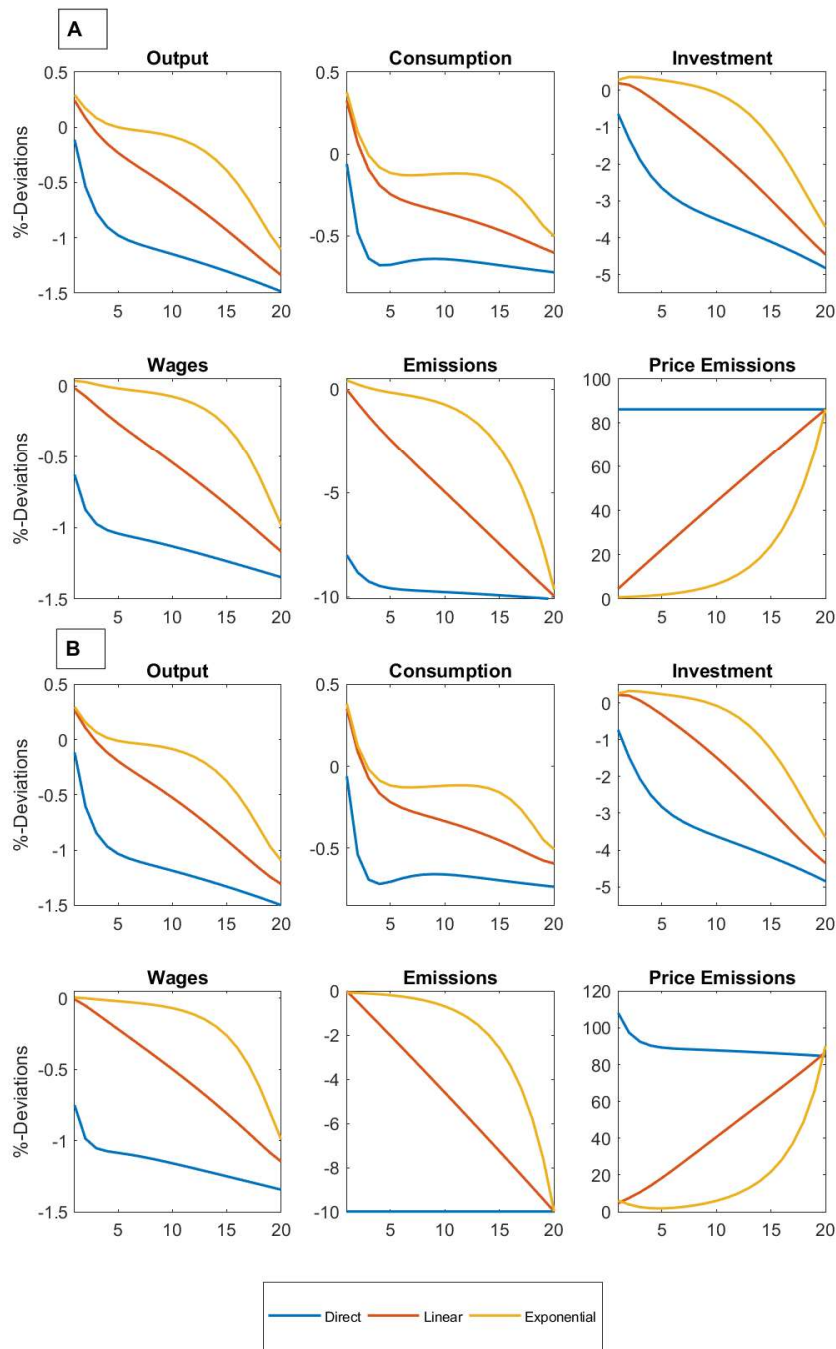 A
Output Consumption Investment
0.5 0.5 0
0 0 -1
-0.5 -0.5 -2
-1 -3
-1.5 -4
-5
%-Deviations
5 10 15 20 5 10 15 20 5 10 15 20
Wages Emissions Price Emissions
0 0 100
-0.5 -5 80
-1 -10 60
-1.5 40
20
0
%-Deviations
5 10 15 20 5 10 15 20 5 10 15 20
B
Output Consumption Investment
0.5 0.5 0
0 0 -1
-0.5 -0.5 -2
-1 -3
-1.5 -4
-5
%-Deviations
5 10 15 20 5 10 15 20 5 10 15 20
Wages Emissions Price Emissions
0 0 120
-0.5 -2 100
-1 -4 80
-1.5 -6 60
-8 40
-10 20
0
%-Deviations
5 10 15 20 5 10 15 20 5 10 15 20
Direct Linear Exponential